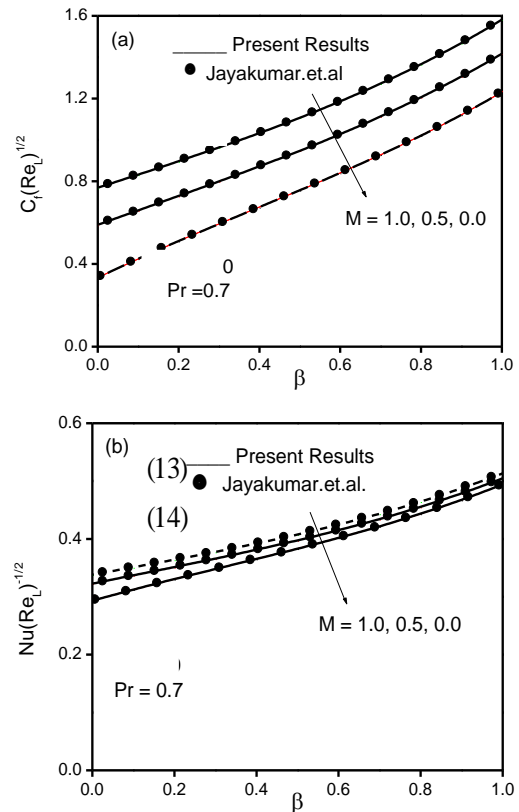 (a)
_____ Present Results
● Jayakumar.et.al
1.6
1.2
0.8
0.4
0.0
C_f(Re_L)^1/2
M = 1.0, 0.5, 0.0
0
Pr =0.7
0.0 0.2 0.4 0.6 0.8 1.0
β
(b)
(13)____ Present Results
● Jayakumar.et.al.
(14)
0.6
0.4
0.2
0.0
Nu(Re_L)^-1/2
M = 1.0, 0.5, 0.0
Pr = 0.7
0.0 0.2 0.4 0.6 0.8 1.0
β